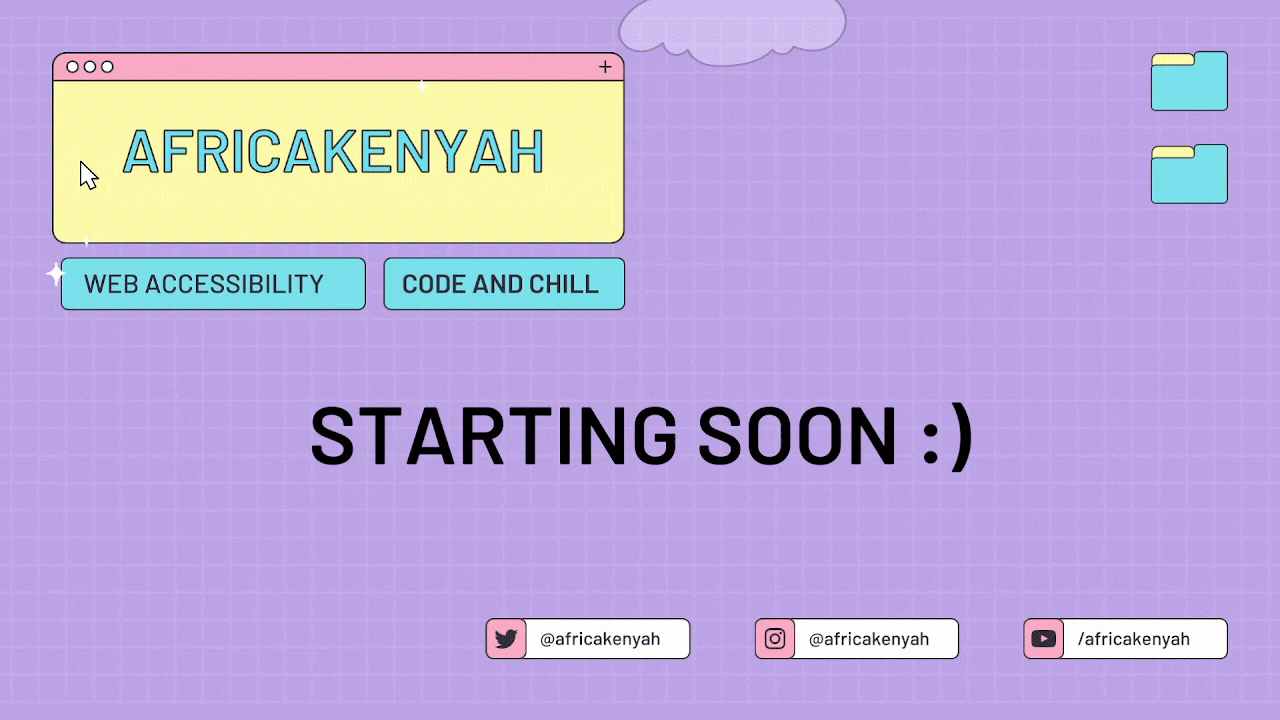 AFRICAKENYAH
WEB ACCESSIBILITY
CODE AND CHILL
STARTING SOON :)
@africakenyah
@africakenyah
/africakenyah